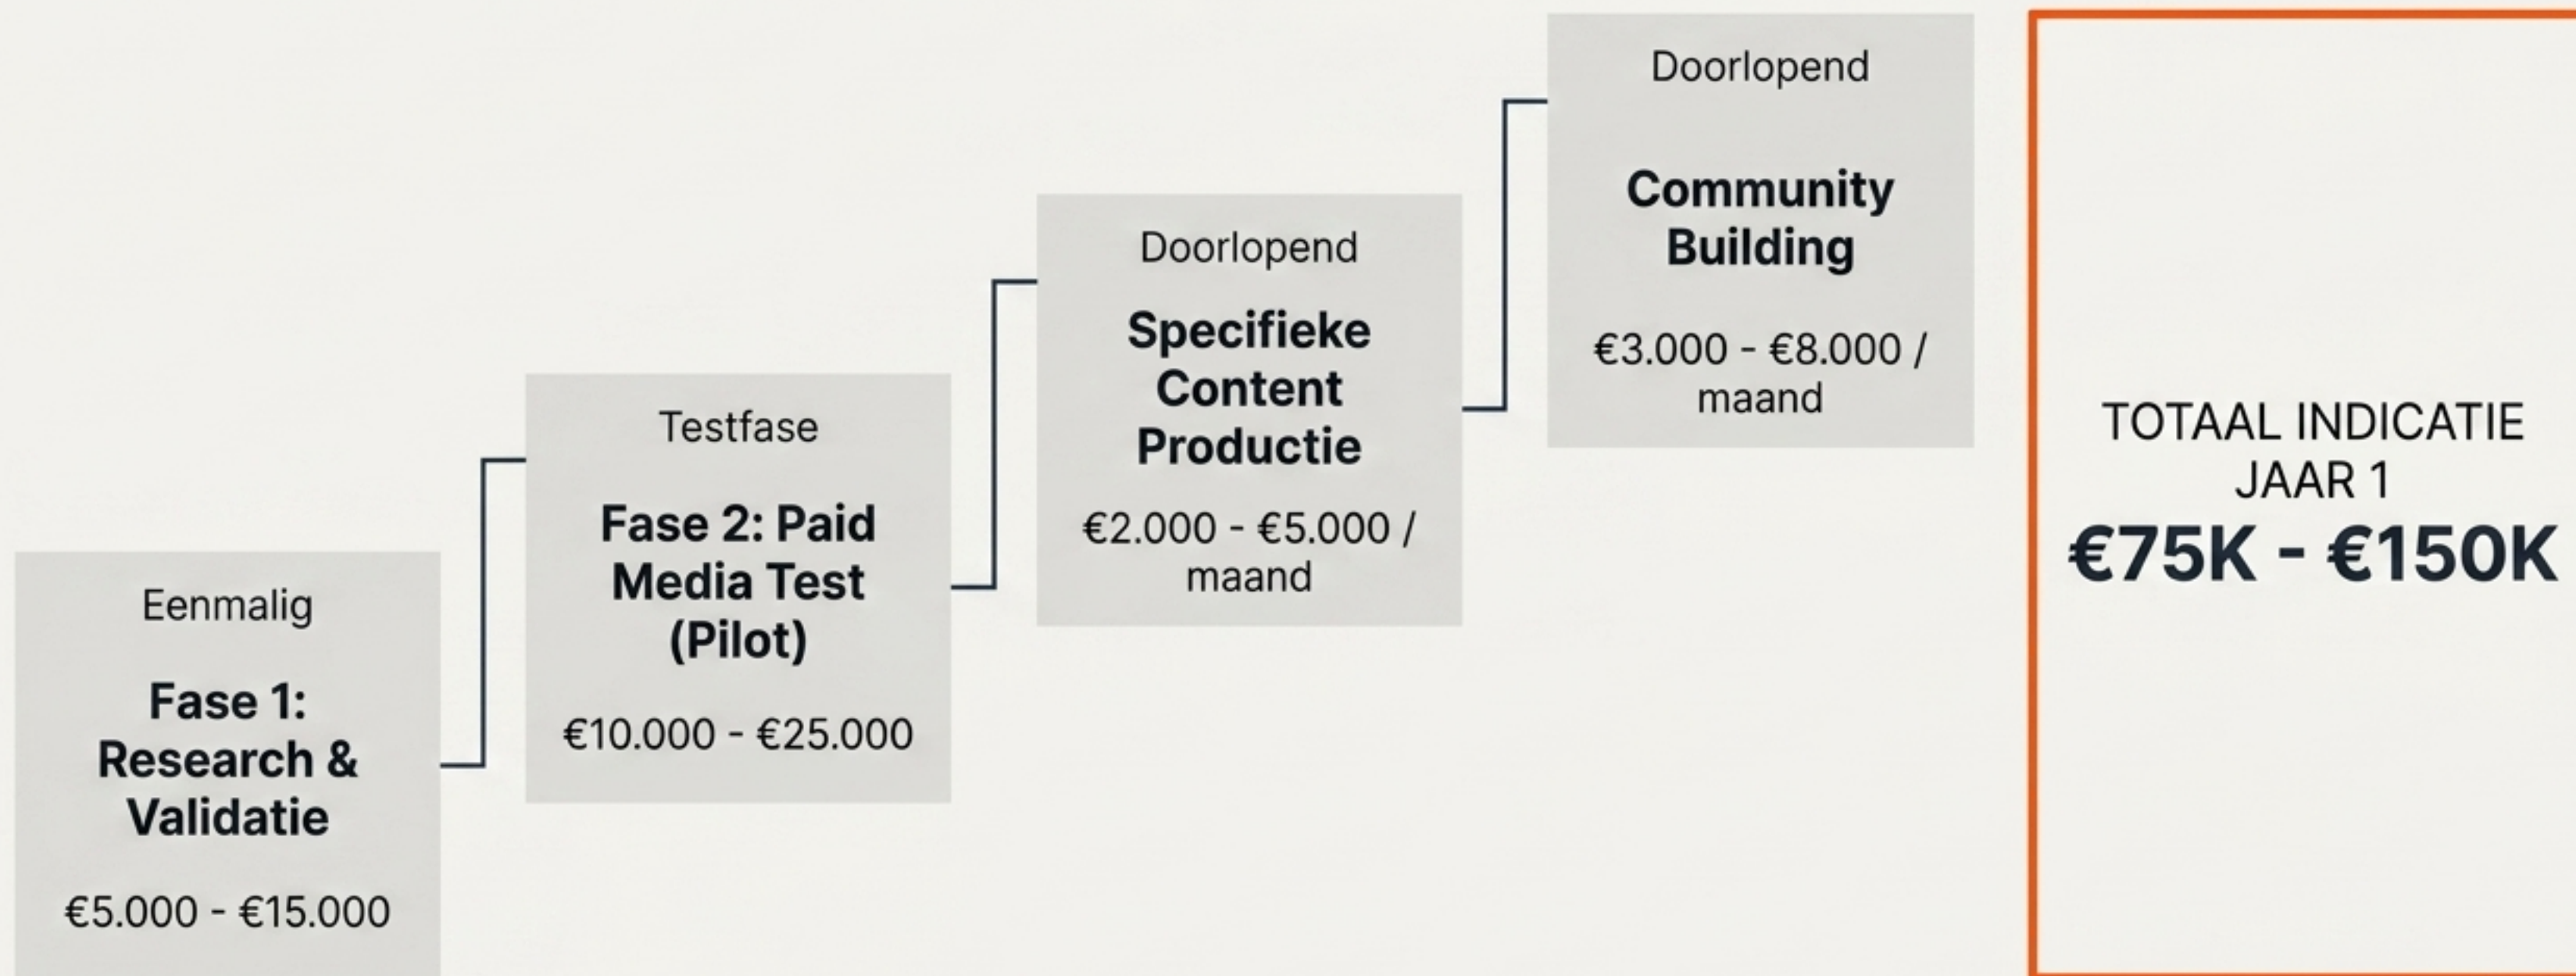 Eenmalig
Fase 1:
Research &
Validatie
€5.000 - €15.000
Testfase
Fase 2: Paid
Media Test
(Pilot)
€10.000 - €25.000
Doorlopend
Specifieke
Content
Productie
€2.000 - €5.000 /
maand
Doorlopend
Community
Building
€3.000 - €8.000 /
maand
TOTAAL INDICATIE
JAAR 1
€75K - €150K